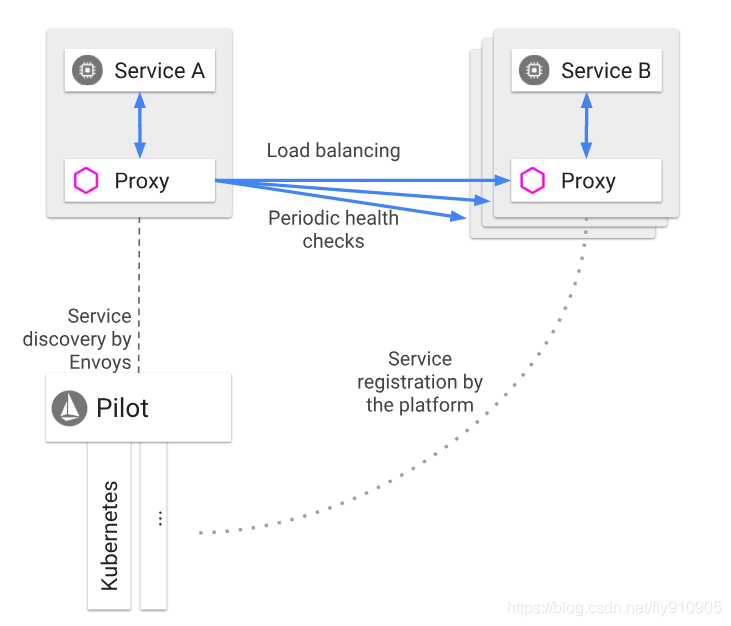 Service A
Service B
Proxy
Load balancing
Proxy
Periodic health
checks
Service
discovery by
Envoys
Service
registration by
the platform
Pilot
Kubernetes
...
https://blog.csdn.net/fly910905